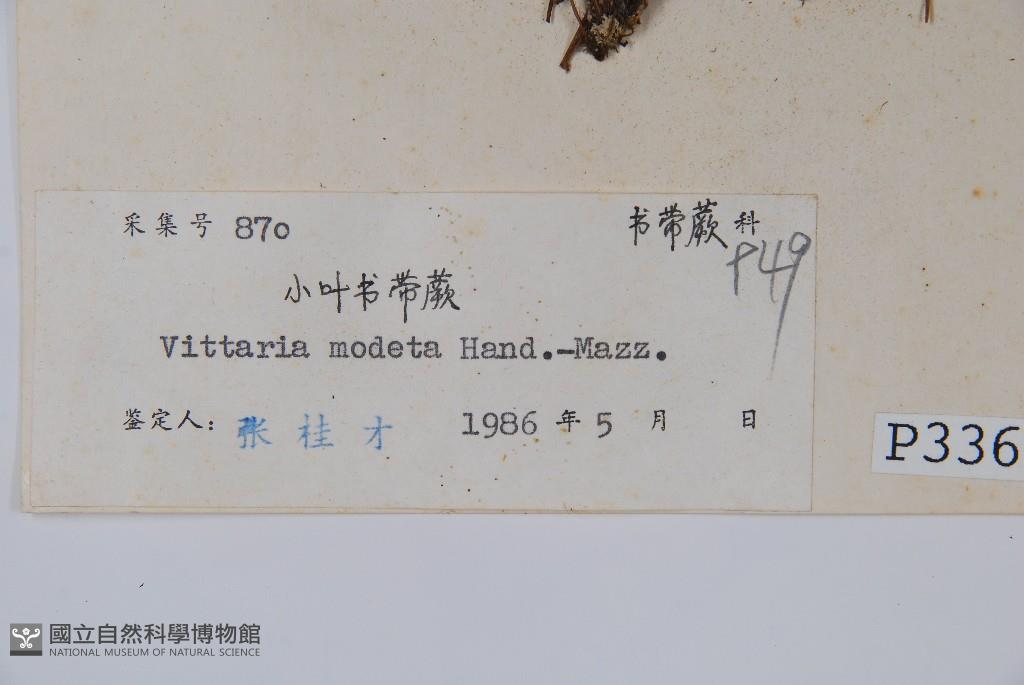 采集号 870 书带蕨科
P49
小叶书带蕨
Vittaria modeta Hand.-Mazz.
鉴定人: 张桂才 1986 年 5 月 日
P336
國立自然科學博物館
NATIONAL MUSEUM OF NATURAL SCIENCE